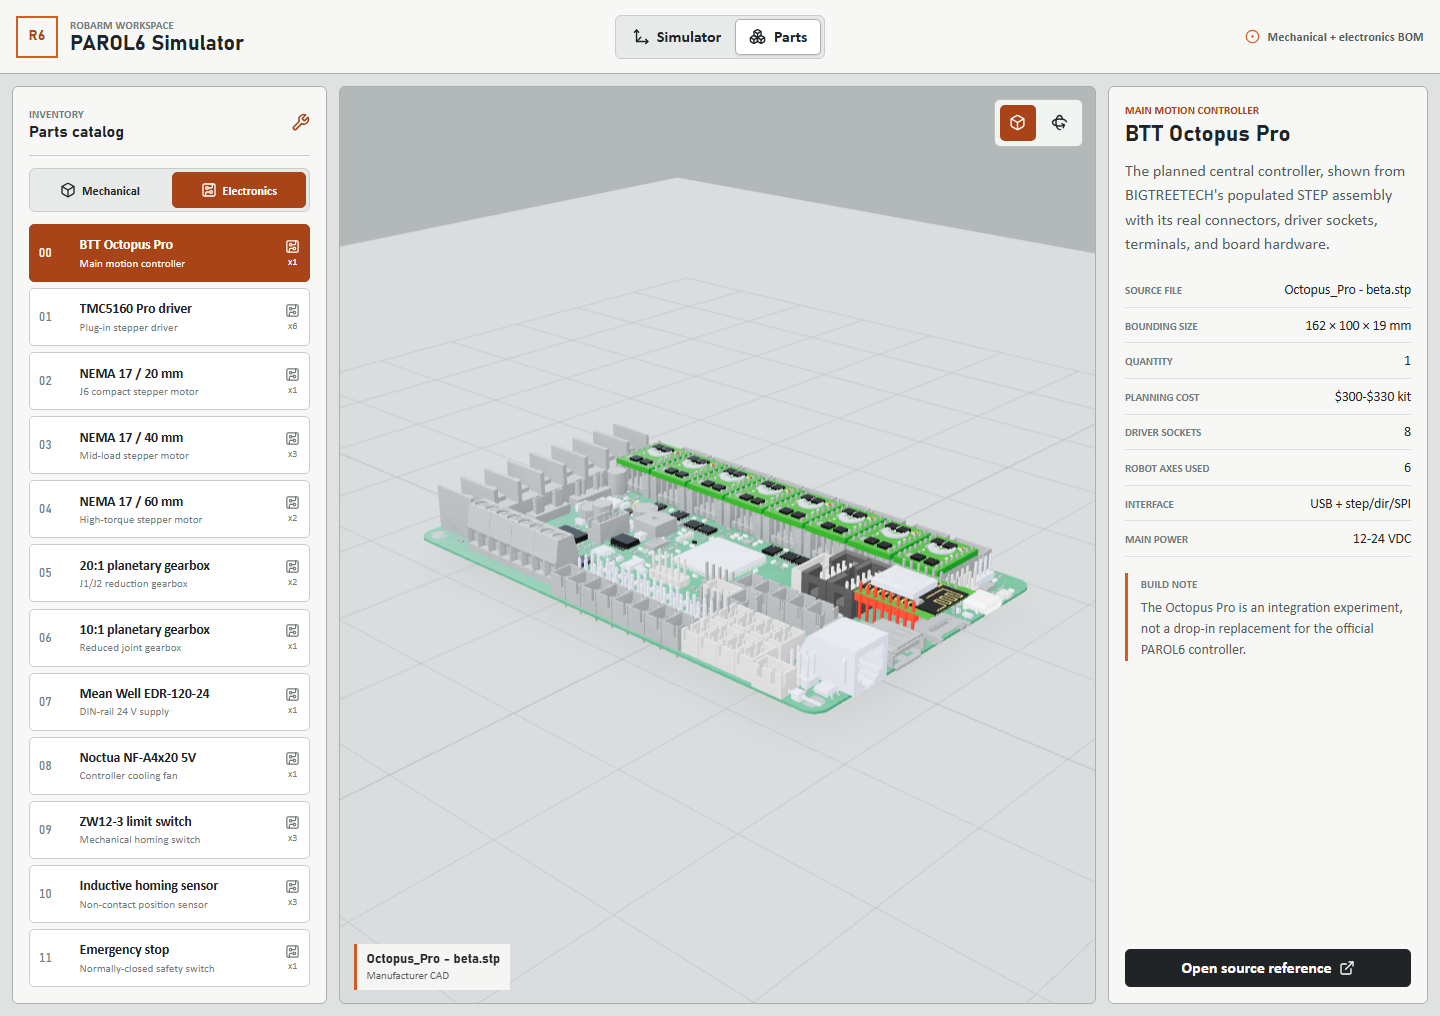 R6
ROBARM WORKSPACE
PAROL6 Simulator
Simulator
Parts
Mechanical + electronics BOM
INVENTORY
Parts catalog
Mechanical
Electronics
00
BTT Octopus Pro
Main motion controller
x1
01
TMC5160 Pro driver
Plug-in stepper driver
x6
02
NEMA 17 / 20 mm
J6 compact stepper motor
x1
03
NEMA 17 / 40 mm
Mid-load stepper motor
x3
04
NEMA 17 / 60 mm
High-torque stepper motor
x2
05
20:1 planetary gearbox
J1/J2 reduction gearbox
x2
06
10:1 planetary gearbox
Reduced joint gearbox
x1
07
Mean Well EDR-120-24
DIN-rail 24 V supply
x1
08
Noctua NF-A4x20 5V
Controller cooling fan
x1
09
ZW12-3 limit switch
Mechanical homing switch
x3
10
Inductive homing sensor
Non-contact position sensor
x3
11
Emergency stop
Normally-closed safety switch
x1
Octopus_Pro - beta.stp
Manufacturer CAD
MAIN MOTION CONTROLLER
BTT Octopus Pro
The planned central controller, shown from
BIGTREETECH's populated STEP assembly
with its real connectors, driver sockets,
terminals, and board hardware.
SOURCE FILE Octopus_Pro - beta.stp
BOUNDING SIZE 162 × 100 × 19 mm
QUANTITY 1
PLANNING COST $300-$330 kit
DRIVER SOCKETS 8
ROBOT AXES USED 6
INTERFACE USB + step/dir/SPI
MAIN POWER 12-24 VDC
BUILD NOTE
The Octopus Pro is an integration experiment,
not a drop-in replacement for the official
PAROL6 controller.
Open source reference